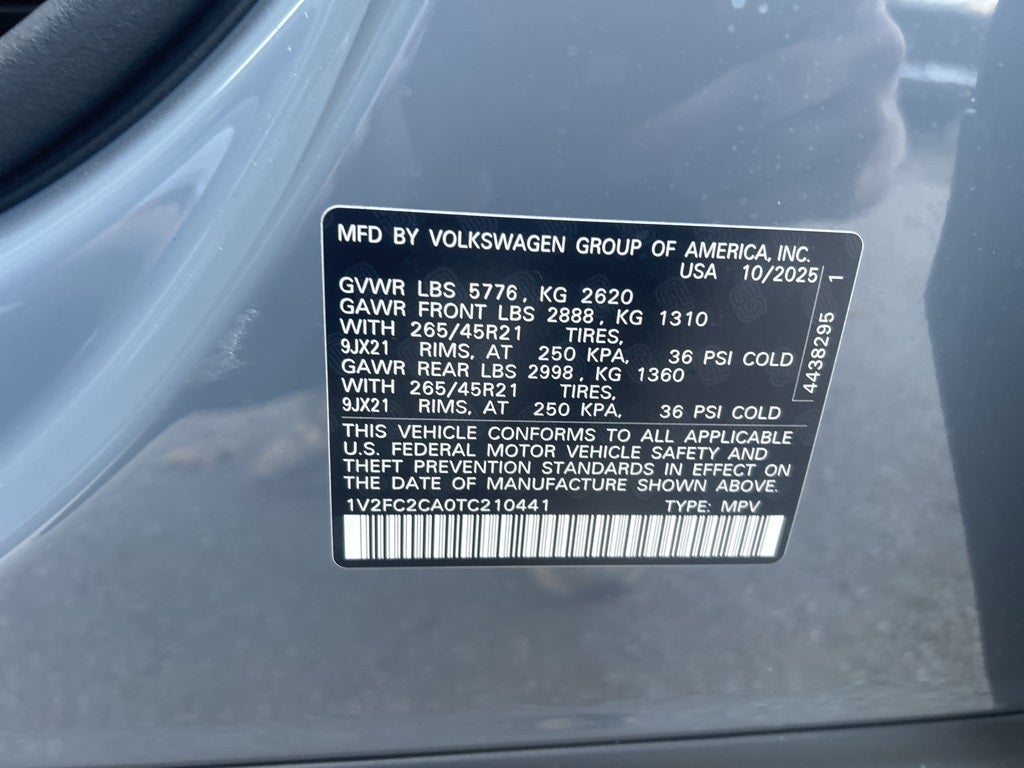 MFD BY VOLKSWAGEN GROUP OF AMERICA, INC.
USA 10/2025
GVWR LBS 5776, KG 2620
GAWR FRONT LBS 2888, KG 1310
WITH 265/45R21 TIRES,
9JX21 RIMS, AT 250 KPA, 36 PSI COLD
GAWR REAR LBS 2998, KG 1360
WITH 265/45R21 TIRES,
9JX21 RIMS, AT 250 KPA, 36 PSI COLD
4438295 1
THIS VEHICLE CONFORMS TO ALL APPLICABLE
U.S. FEDERAL MOTOR VEHICLE SAFETY AND
THEFT PREVENTION STANDARDS IN EFFECT ON
THE DATE OF MANUFACTURE SHOWN ABOVE.
1V2FC2CA0TC210441 TYPE: MPV